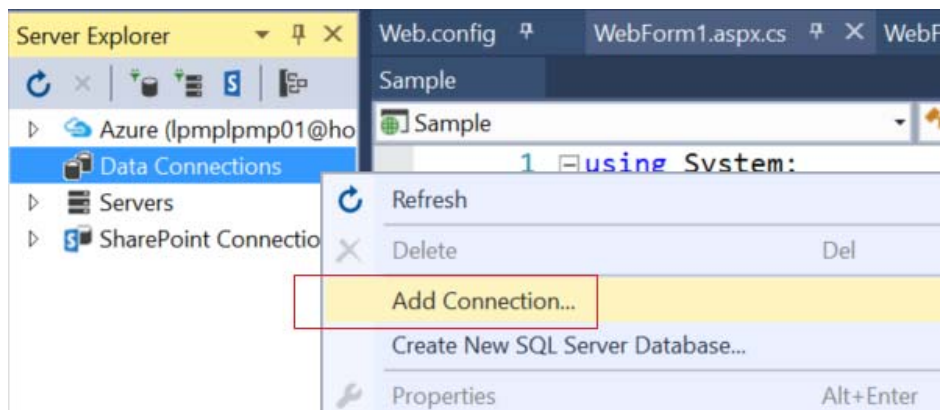 Server Explorer
Web.config WebForm1.aspx.cs WebF
Sample
Azure (lpmplpmp01@ho
Sample
Data Connections
1 using System;
Servers
Refresh
SharePoint Connectio
Delete Del
Add Connection...
Create New SQL Server Database...
Properties Alt+Enter